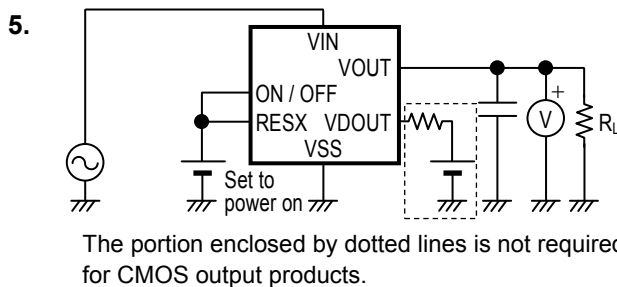 5.
VIN
VOUT
ON / OFF
RESX VDOUT
VSS
+
V
RL
Set to
power on
The portion enclosed by dotted lines is not required
for CMOS output products.